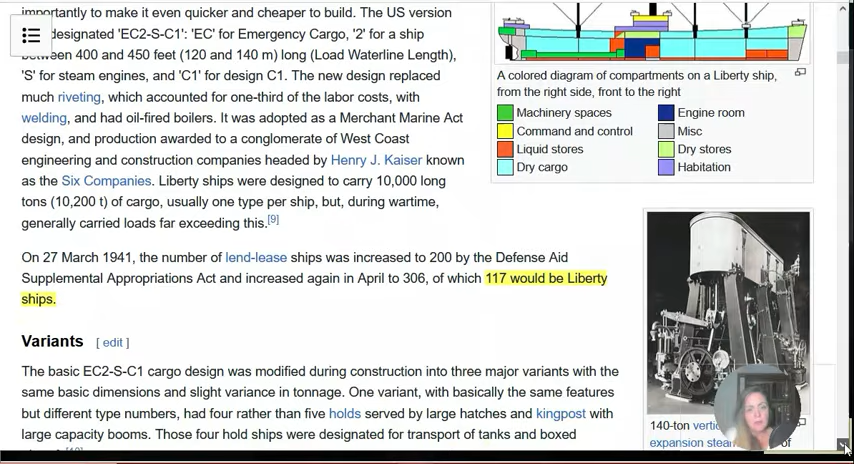 importantly to make it even quicker and cheaper to build. The US version
designated 'EC2-S-C1': 'EC' for Emergency Cargo, '2' for a ship
between 400 and 450 feet (120 and 140 m) long (Load Waterline Length),
'S' for steam engines, and 'C1' for design C1. The new design replaced
much riveting, which accounted for one-third of the labor costs, with
welding, and had oil-fired boilers. It was adopted as a Merchant Marine Act
design, and production awarded to a conglomerate of West Coast
engineering and construction companies headed by Henry J. Kaiser known
as the Six Companies. Liberty ships were designed to carry 10,000 long
tons (10,200 t) of cargo, usually one type per ship, but, during wartime,
generally carried loads far exceeding this.[9]
On 27 March 1941, the number of lend-lease ships was increased to 200 by the Defense Aid
Supplemental Appropriations Act and increased again in April to 306, of which 117 would be Liberty
ships.
Variants [ edit ]
The basic EC2-S-C1 cargo design was modified during construction into three major variants with the
same basic dimensions and slight variance in tonnage. One variant, with basically the same features
but different type numbers, had four rather than five holds served by large hatches and kingpost with
large capacity booms. Those four hold ships were designated for transport of tanks and boxed
A colored diagram of compartments on a Liberty ship,
from the right side, front to the right
Machinery spaces
Engine room
Command and control
Misc
Liquid stores
Dry stores
Dry cargo
Habitation
140-ton
expansion of